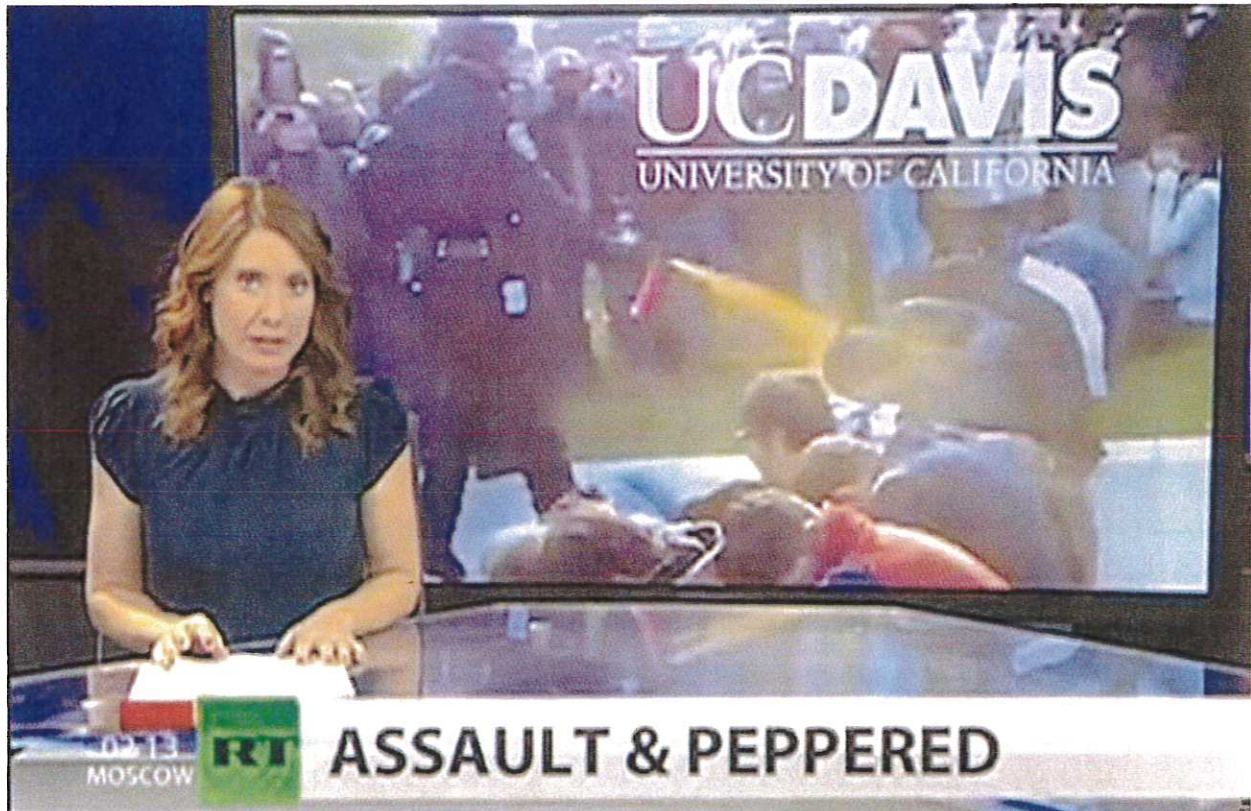 UCDAVIS
UNIVERSITY OF CALIFORNIA
02:13
MOSCOW
RT
ASSAULT & PEPPERED